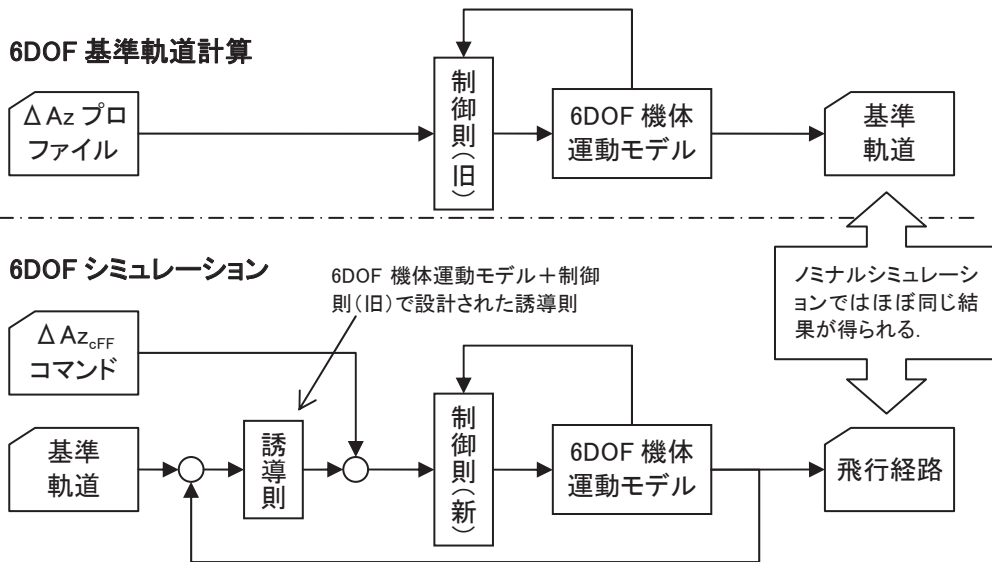 6DOF 基準軌道計算
Δ Az プロ
ファイル
制御則(旧)
6DOF 機体
運動モデル
基準
軌道
6DOF シミュレーション
6DOF 機体運動モデル＋制御
則(旧)で設計された誘導則
ノミナルシミュレーシ
ョンではほぼ同じ結
果が得られる.
Δ AzcFF
コマンド
基準
軌道
誘導則
制御則(新)
6DOF 機体
運動モデル
飛行経路